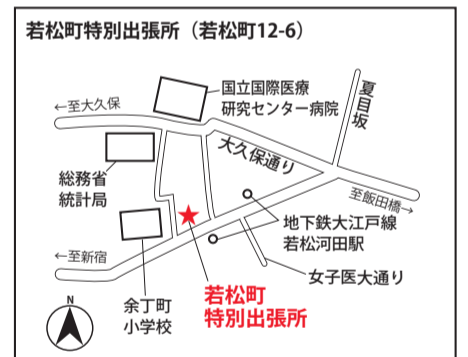 若松町特別出張所（若松町12-6）
国立国際医療
研究センター病院
夏目坂
←至大久保
大久保通り
総務省
統計局
至飯田橋→
地下鉄大江戸線
若松河田駅
←至新宿
女子医大通り
若松町
特別出張所
余丁町
小学校
N